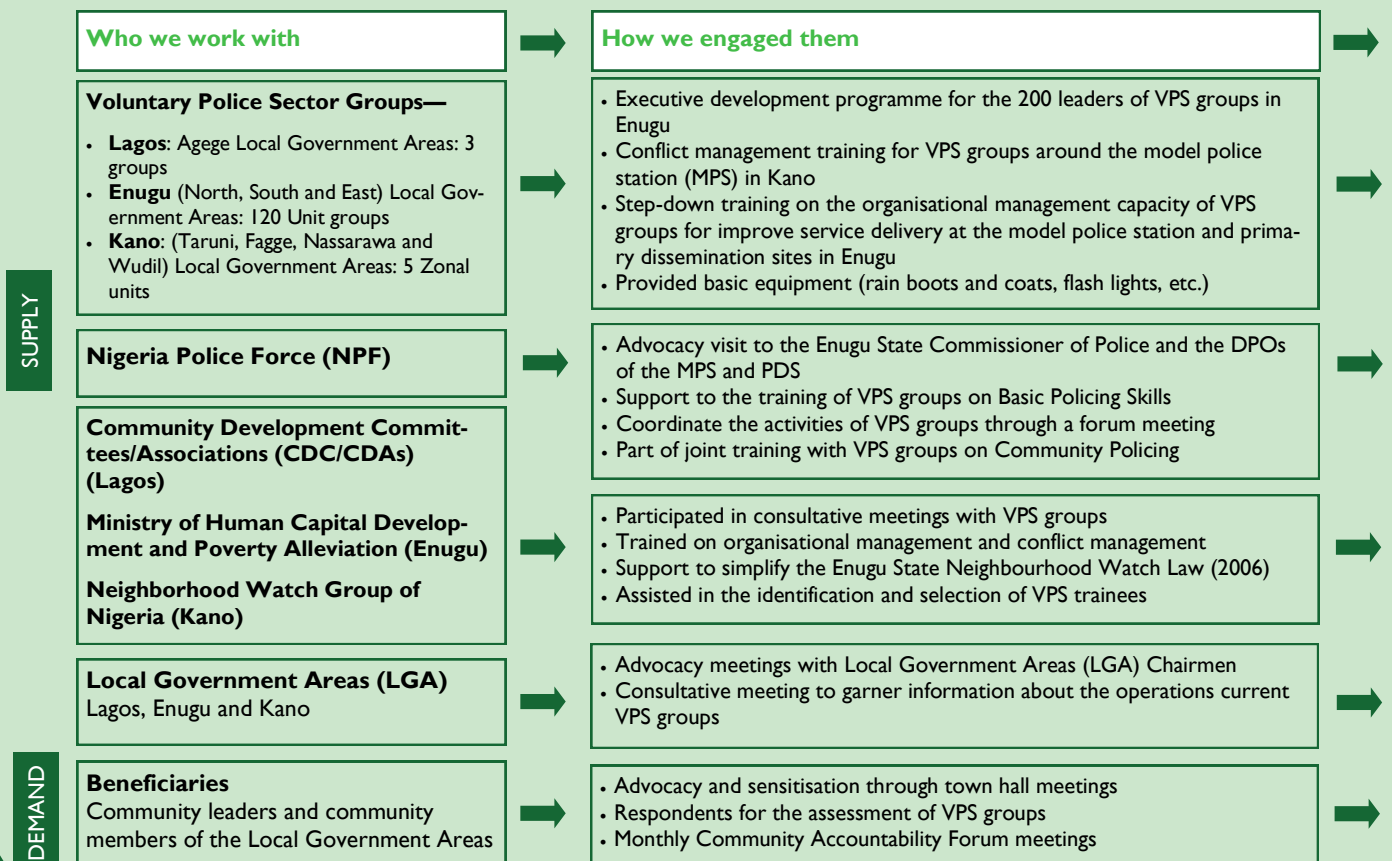 Who we work with
How we engaged them
SUPPLY
Voluntary Police Sector Groups—
• Lagos: Agege Local Government Areas: 3
groups
• Enugu (North, South and East) Local Gov-
ernment Areas: 120 Unit groups
• Kano: (Taruni, Fagge, Nassarawa and
Wudil) Local Government Areas: 5 Zonal
units
• Executive development programme for the 200 leaders of VPS groups in
Enugu
• Conflict management training for VPS groups around the model police
station (MPS) in Kano
• Step-down training on the organisational management capacity of VPS
groups for improve service delivery at the model police station and prima-
ry dissemination sites in Enugu
• Provided basic equipment (rain boots and coats, flash lights, etc.)
Nigeria Police Force (NPF)
• Advocacy visit to the Enugu State Commissioner of Police and the DPOs
of the MPS and PDS
• Support to the training of VPS groups on Basic Policing Skills
• Coordinate the activities of VPS groups through a forum meeting
• Part of joint training with VPS groups on Community Policing
Community Development Commit-
tees/Associations (CDC/CDAs)
(Lagos)
Ministry of Human Capital Develop-
ment and Poverty Alleviation (Enugu)
Neighborhood Watch Group of
Nigeria (Kano)
• Participated in consultative meetings with VPS groups
• Trained on organisational management and conflict management
• Support to simplify the Enugu State Neighbourhood Watch Law (2006)
• Assisted in the identification and selection of VPS trainees
Local Government Areas (LGA)
Lagos, Enugu and Kano
• Advocacy meetings with Local Government Areas (LGA) Chairmen
• Consultative meeting to garner information about the operations current
VPS groups
DEMAND
Beneficiaries
Community leaders and community
members of the Local Government Areas
• Advocacy and sensitisation through town hall meetings
• Respondents for the assessment of VPS groups
• Monthly Community Accountability Forum meetings